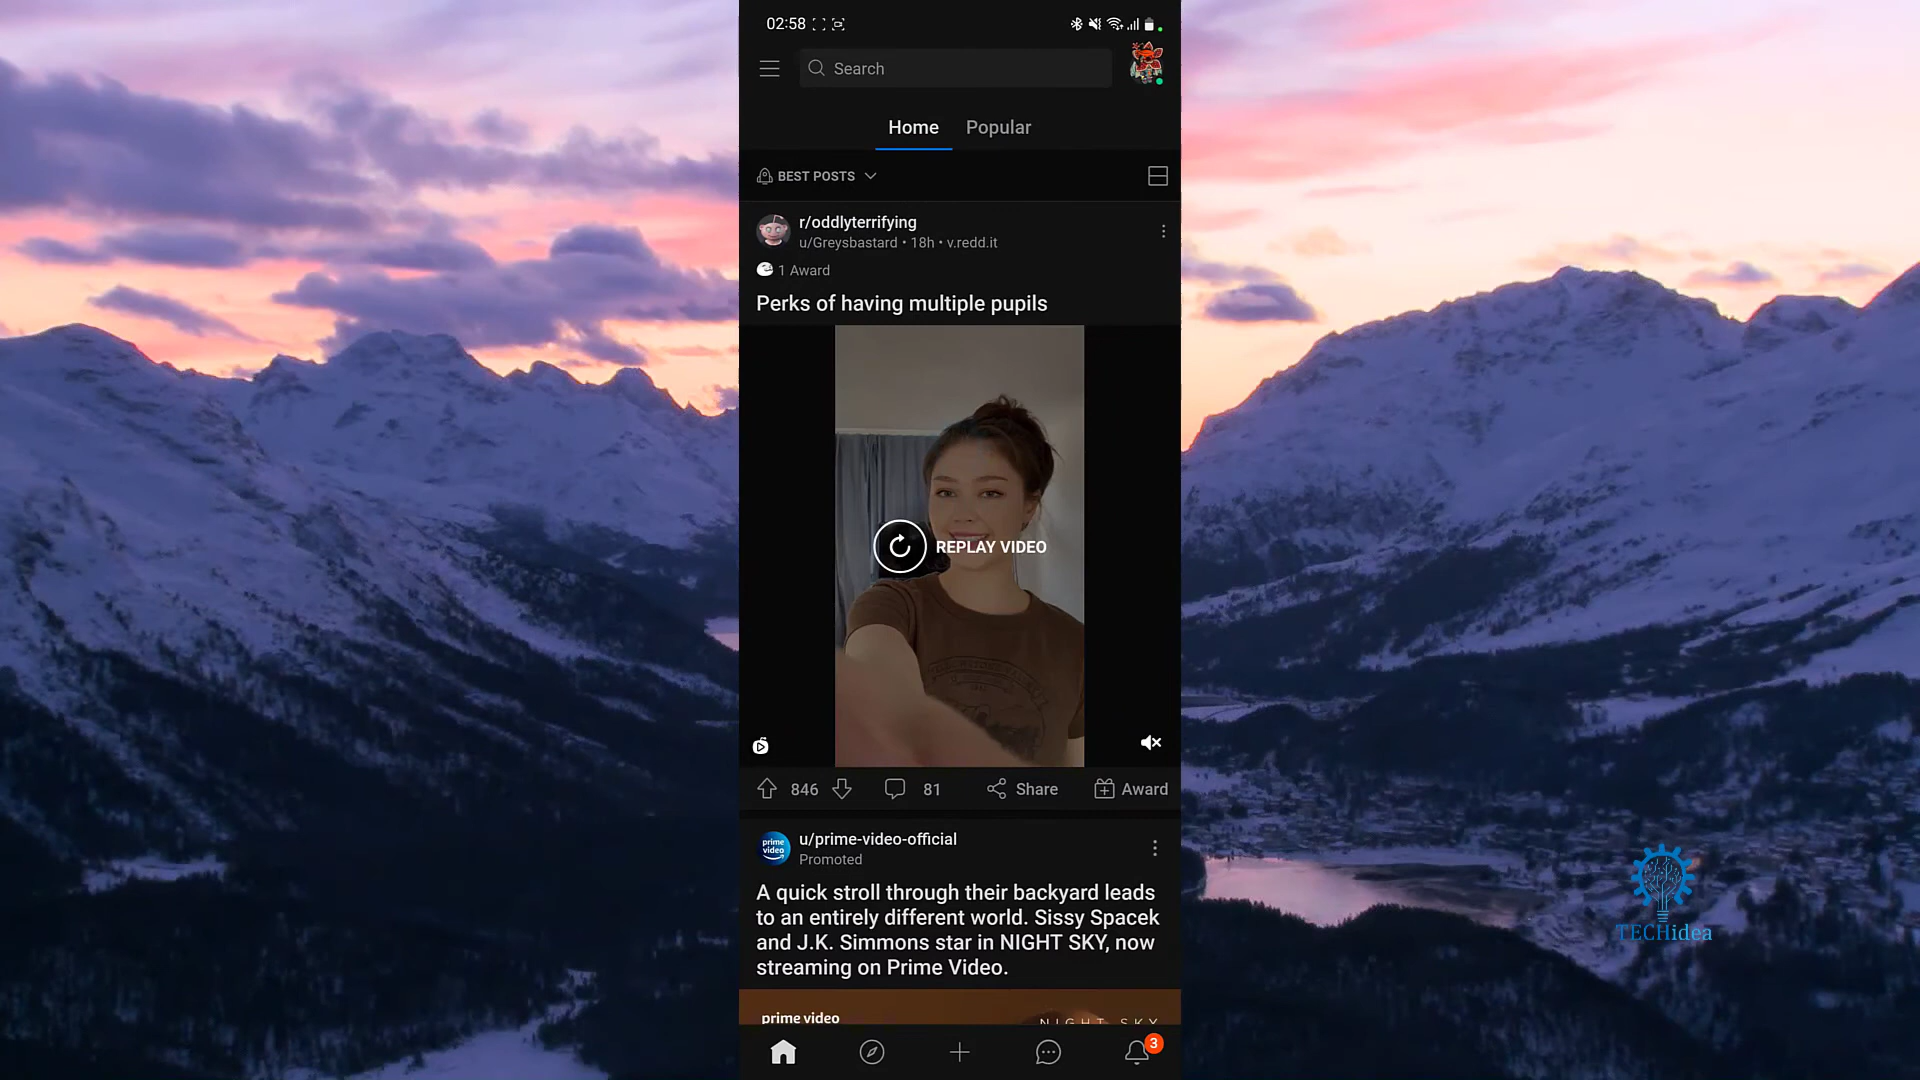 02:58
Search
Home Popular
BEST POSTS
r/oddlyterrifying
u/Greysbastard • 18h • v.redd.it
1 Award
Perks of having multiple pupils
REPLAY VIDEO
846 81 Share Award
prime video
u/prime-video-official
Promoted
A quick stroll through their backyard leads
to an entirely different world. Sissy Spacek
and J.K. Simmons star in NIGHT SKY, now
streaming on Prime Video.
prime video NIGHT SKY
3
TECHidea